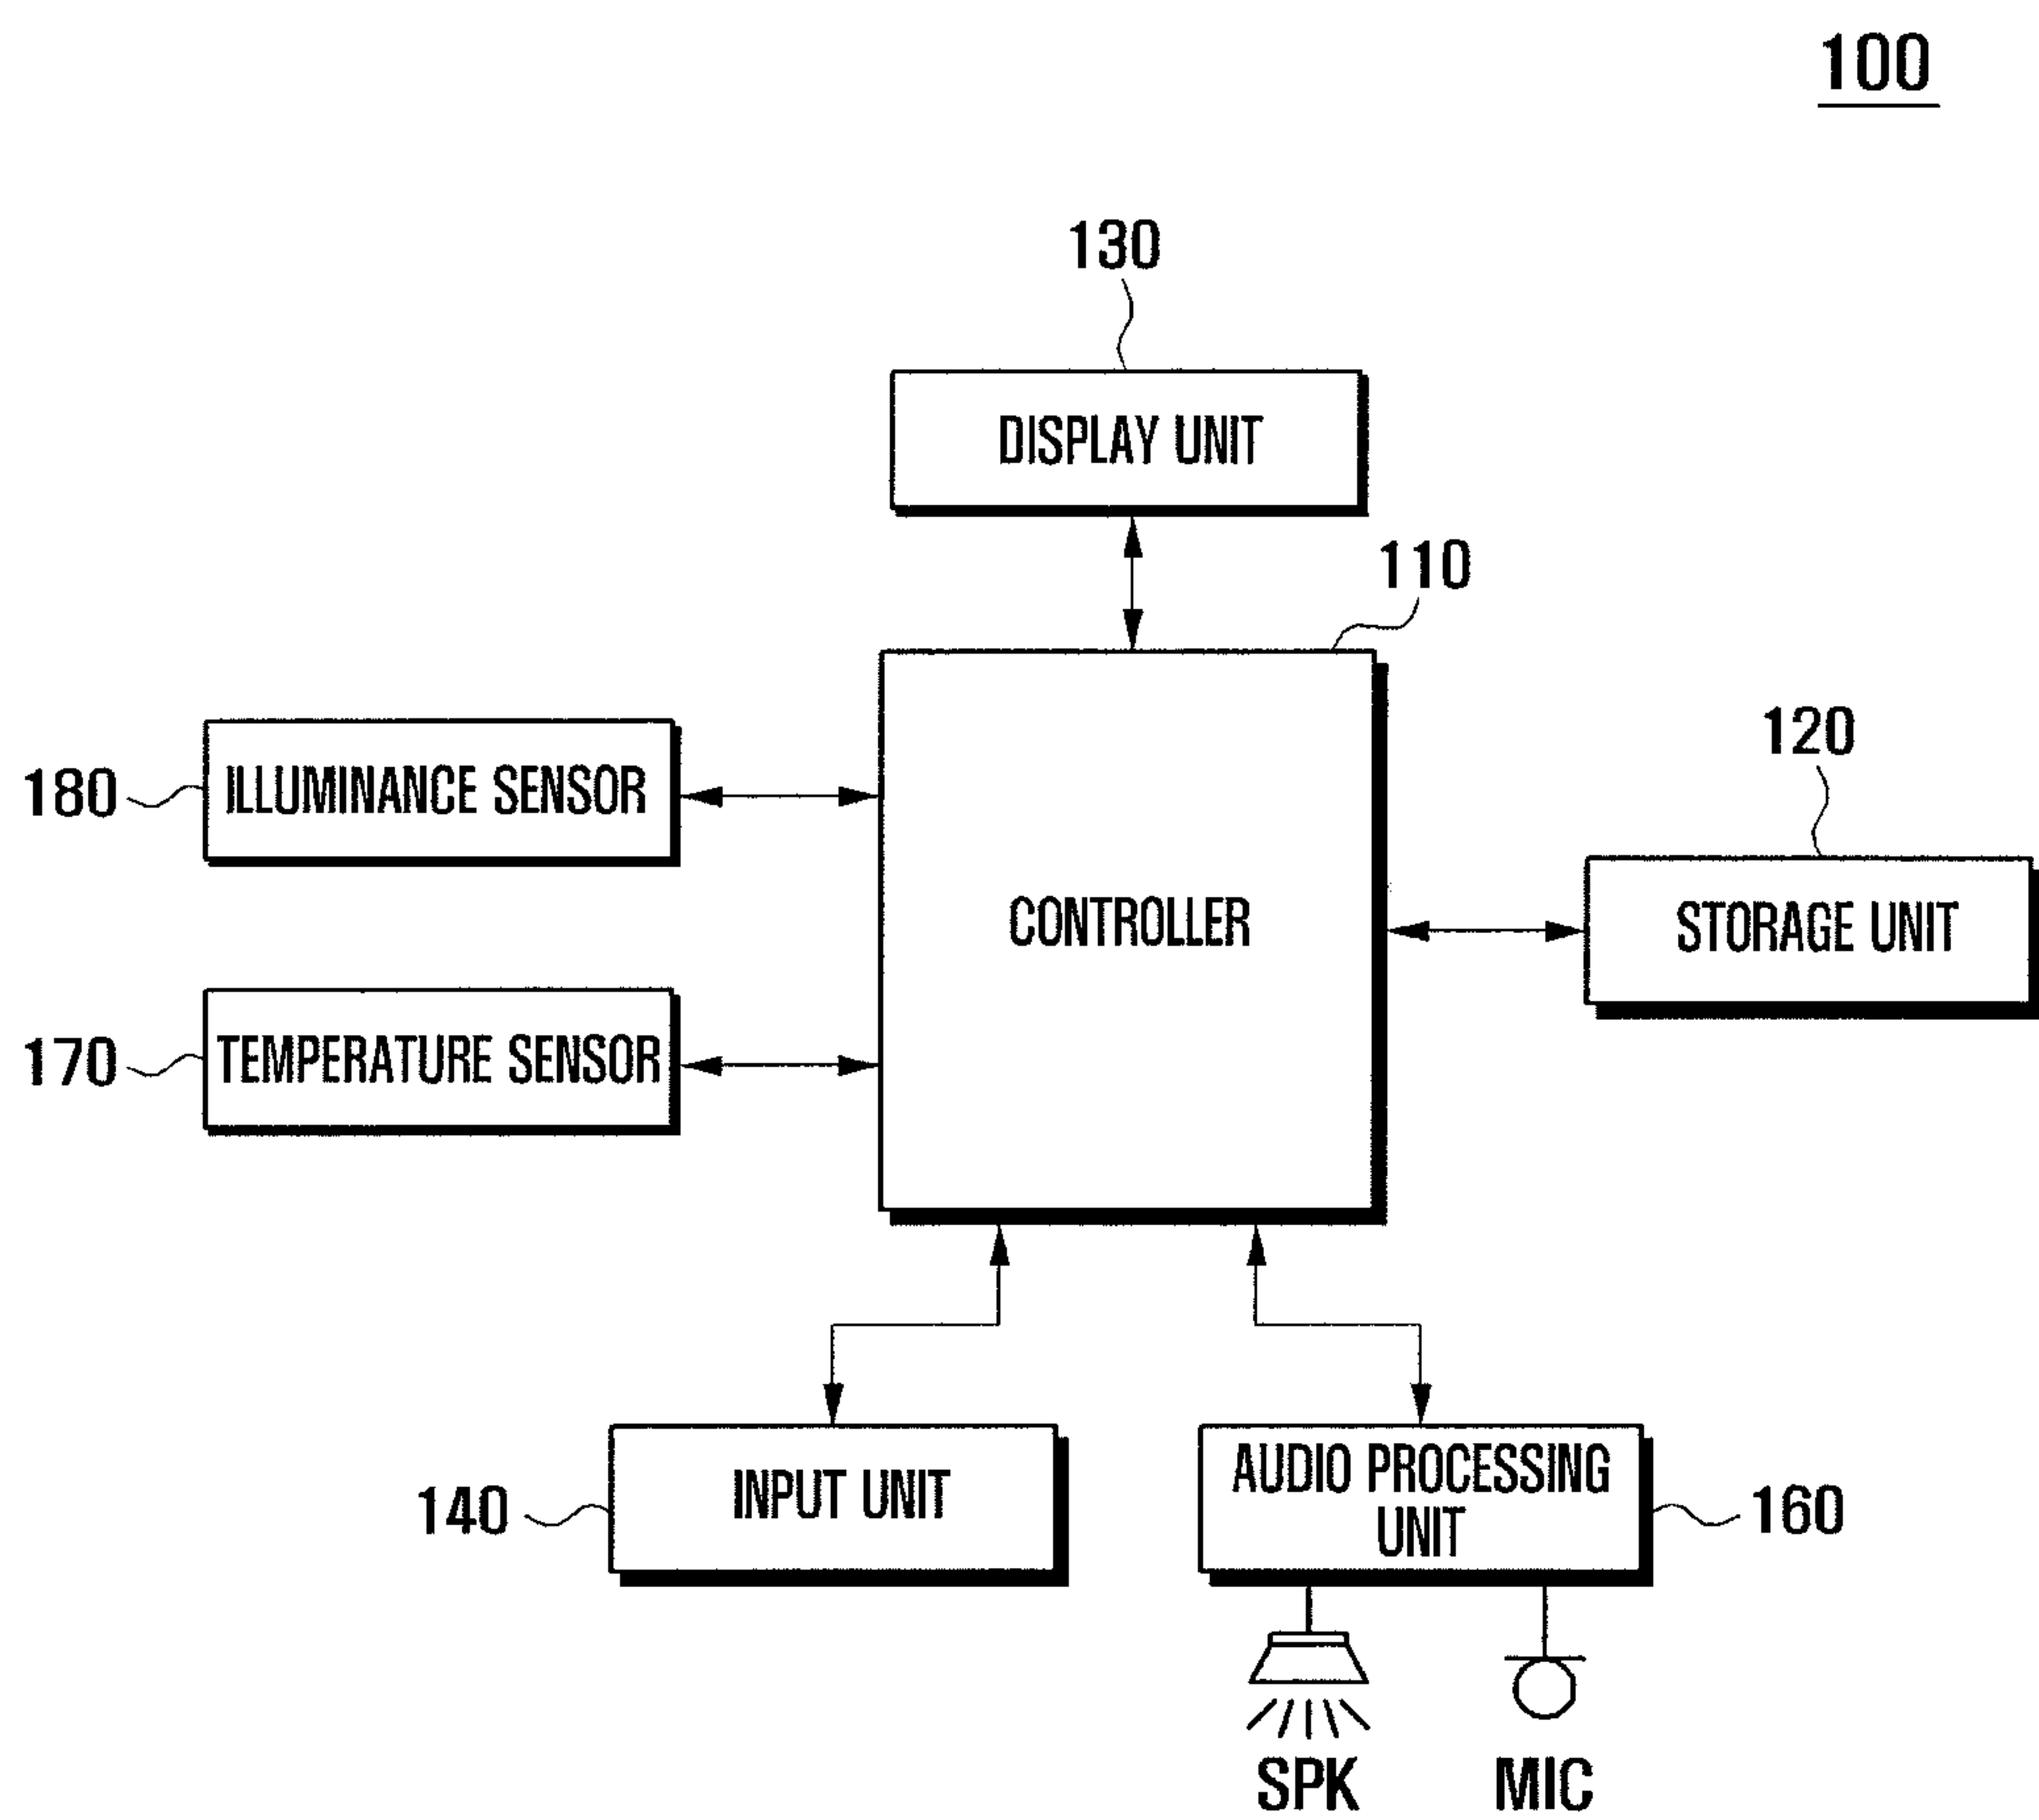 100
130
DISPLAY UNIT
110
120
180
ILLUMINANCE SENSOR
CONTROLLER
STORAGE UNIT
170
TEMPERATURE SENSOR
140
INPUT UNIT
AUDIO PROCESSING
UNIT
160
SPK
MIC